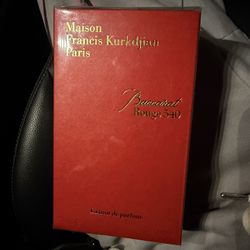 Maison
Francis Kurkdjian
Paris
Baccarat
Rouge 540
Extrait de parfum